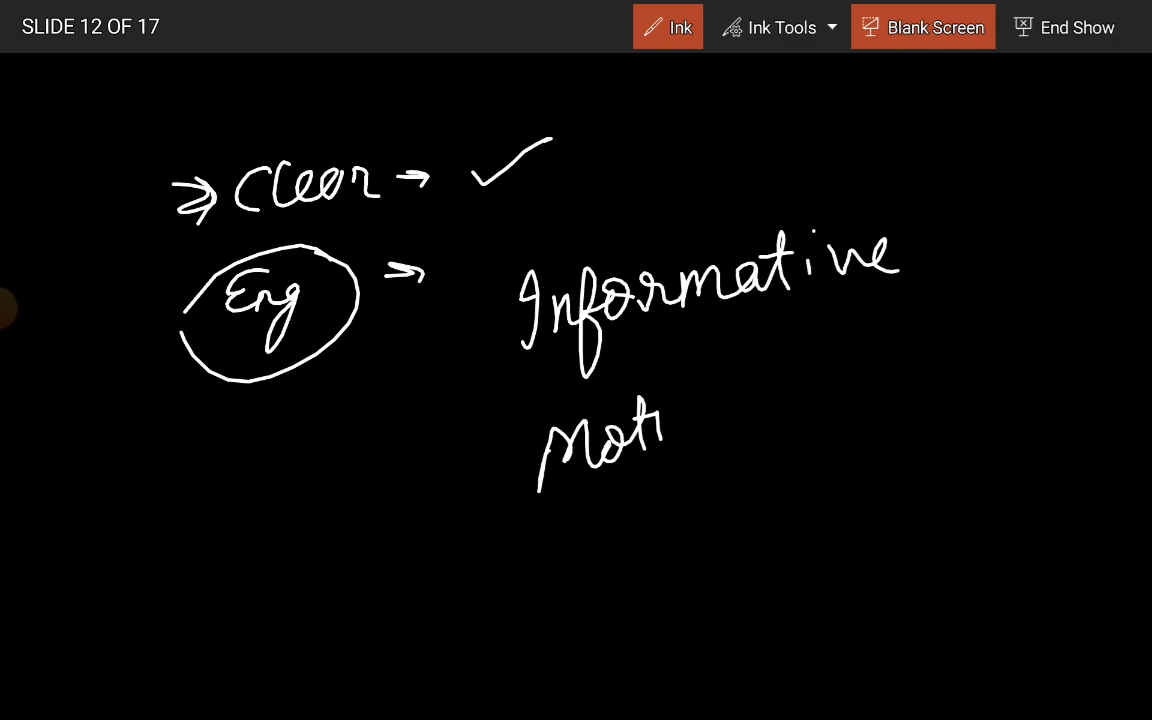 SLIDE 12 OF 17 Ink Ink Tools Blank Screen End Show
⇒ Clear → ✓
Eng ⇒ Informative
Moti